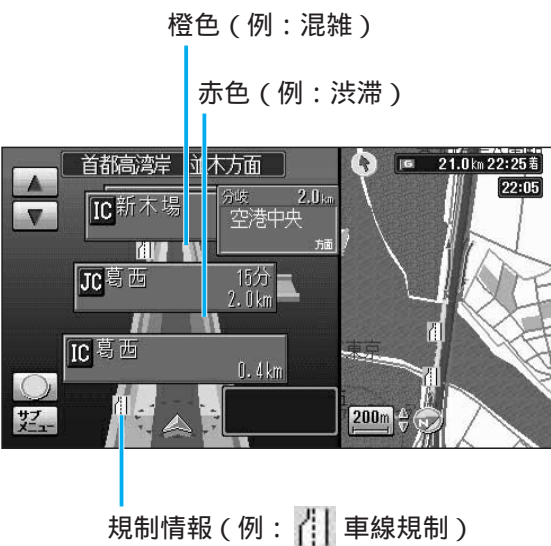 橙色（例：混雑）
赤色（例：渋滞）
首都高湾岸 並木方面
IC 新木場
分岐 2.0km
空港中央
方面
JC 葛西 15分
2.0km
IC 葛西
0.4km
サブ
メニュー
G 21.0km 22:25着
22:05
東京
200m
N
規制情報（例： 車線規制）